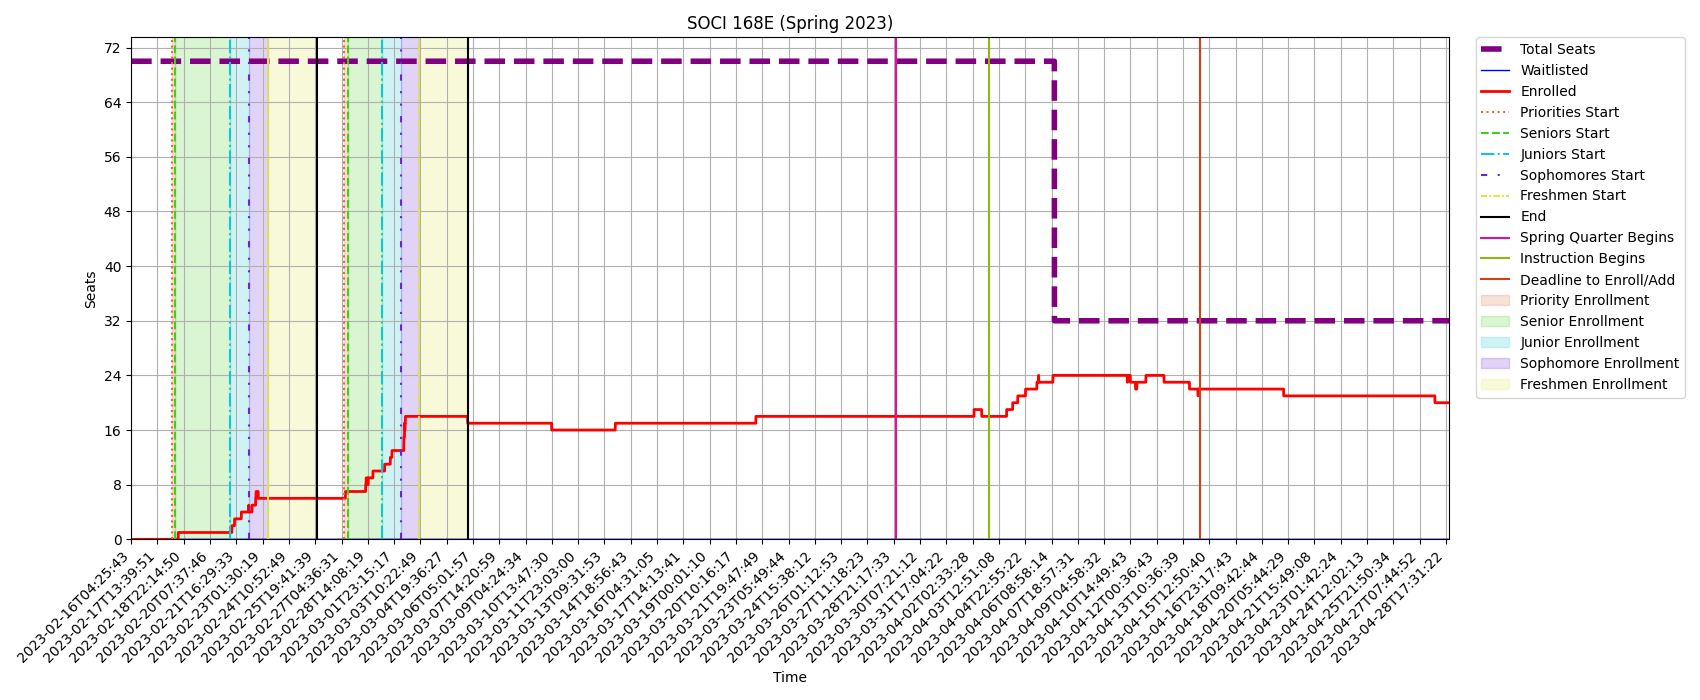 SOCI 168E (Spring 2023)
72
64
56
48
40
32
24
16
8
0
Seats
2023-02-16T04:25:43
2023-02-17T13:39:51
2023-02-18T22:14:50
2023-02-20T07:37:46
2023-02-21T16:29:33
2023-02-23T01:30:19
2023-02-24T10:52:49
2023-02-25T19:41:39
2023-02-27T04:36:31
2023-02-28T14:08:19
2023-03-01T23:15:17
2023-03-03T10:22:49
2023-03-04T19:36:27
2023-03-06T05:01:57
2023-03-07T14:20:59
2023-03-09T04:24:34
2023-03-10T13:47:30
2023-03-11T23:03:00
2023-03-13T09:31:53
2023-03-14T18:56:43
2023-03-16T04:31:05
2023-03-17T14:13:41
2023-03-19T00:01:10
2023-03-20T10:16:17
2023-03-21T19:47:49
2023-03-23T05:49:44
2023-03-24T15:38:12
2023-03-26T01:12:53
2023-03-27T11:18:23
2023-03-28T21:17:33
2023-03-30T07:21:12
2023-03-31T17:04:22
2023-04-02T02:33:28
2023-04-03T12:51:08
2023-04-04T22:55:22
2023-04-06T08:58:14
2023-04-07T18:57:31
2023-04-09T04:58:32
2023-04-10T14:49:43
2023-04-12T00:36:43
2023-04-13T10:36:39
2023-04-15T12:50:40
2023-04-16T23:17:43
2023-04-18T09:42:44
2023-04-20T05:44:29
2023-04-21T15:49:08
2023-04-23T01:42:24
2023-04-24T12:02:13
2023-04-25T21:50:34
2023-04-27T07:44:52
2023-04-28T17:31:22
Time
Total Seats
Waitlisted
Enrolled
Priorities Start
Seniors Start
Juniors Start
Sophomores Start
Freshmen Start
End
Spring Quarter Begins
Instruction Begins
Deadline to Enroll/Add
Priority Enrollment
Senior Enrollment
Junior Enrollment
Sophomore Enrollment
Freshmen Enrollment